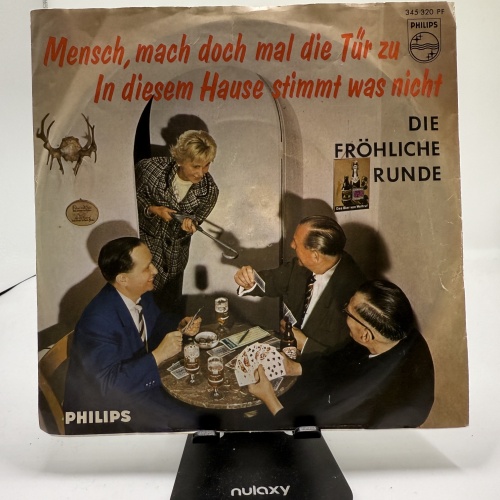 345 320 PF
PHILIPS
Mensch, mach doch mal die Tür zu
In diesem Hause stimmt was nicht
DIE
FRÖHLICHE
RUNDE
PHILIPS
nulaxy